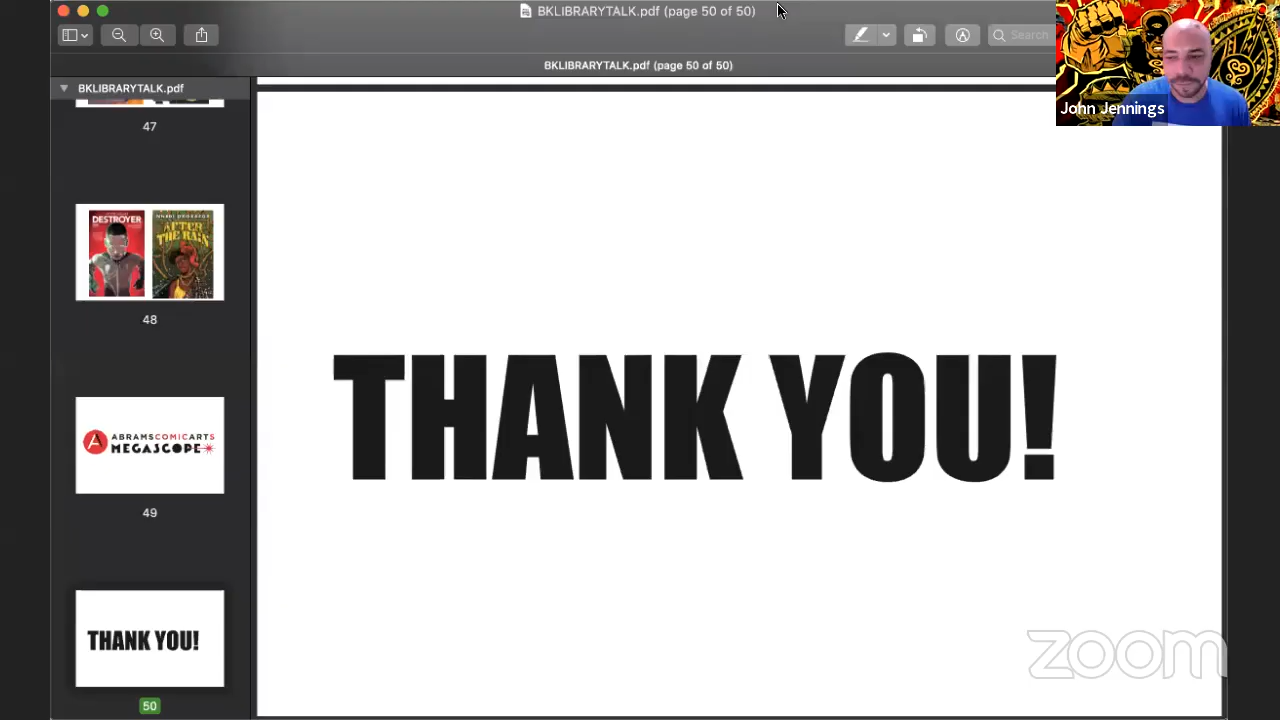 BKLIBRARYTALK.pdf (page 50 of 50)
Search
BKLIBRARYTALK.pdf (page 50 of 50)
John Jennings
BKLIBRARYTALK.pdf
47
DESTROYER
AFTER
THE RAIN
48
A
ABRAMSCOMICARTS
MEGASCOPE
49
THANK YOU!
50
THANK YOU!
zoom